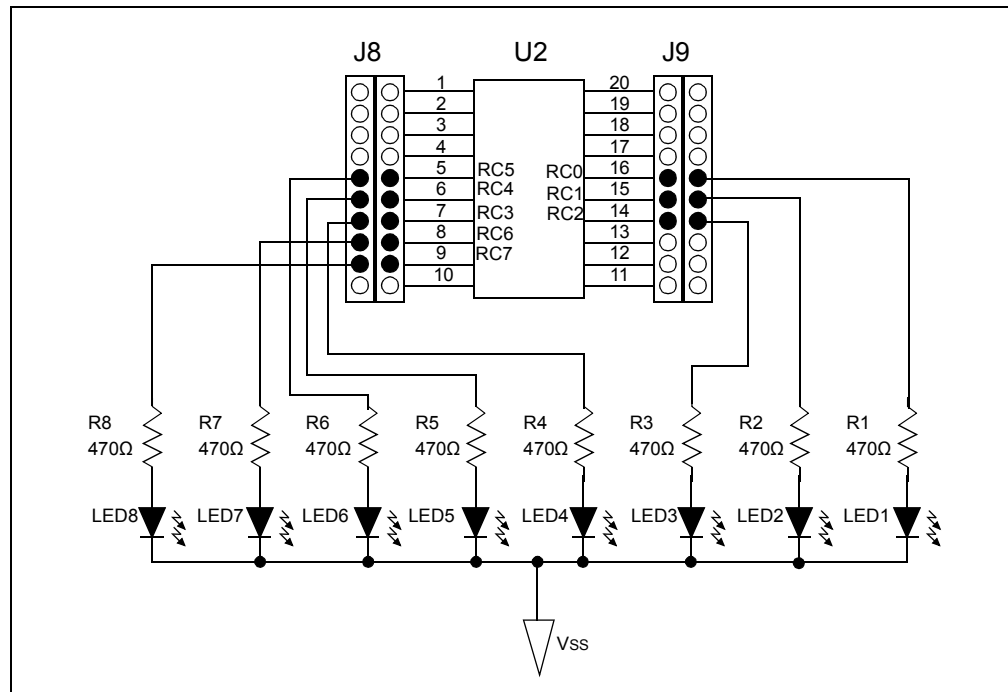 J8 U2 J9
1 20
2 19
3 18
4 17
5 RC5 RC0 16
6 RC4 RC1 15
7 RC3 RC2 14
8 RC6 13
9 RC7 12
10 11
R8 R7 R6 R5 R4 R3 R2 R1
470Ω 470Ω 470Ω 470Ω 470Ω 470Ω 470Ω 470Ω
LED8 LED7 LED6 LED5 LED4 LED3 LED2 LED1
VSS